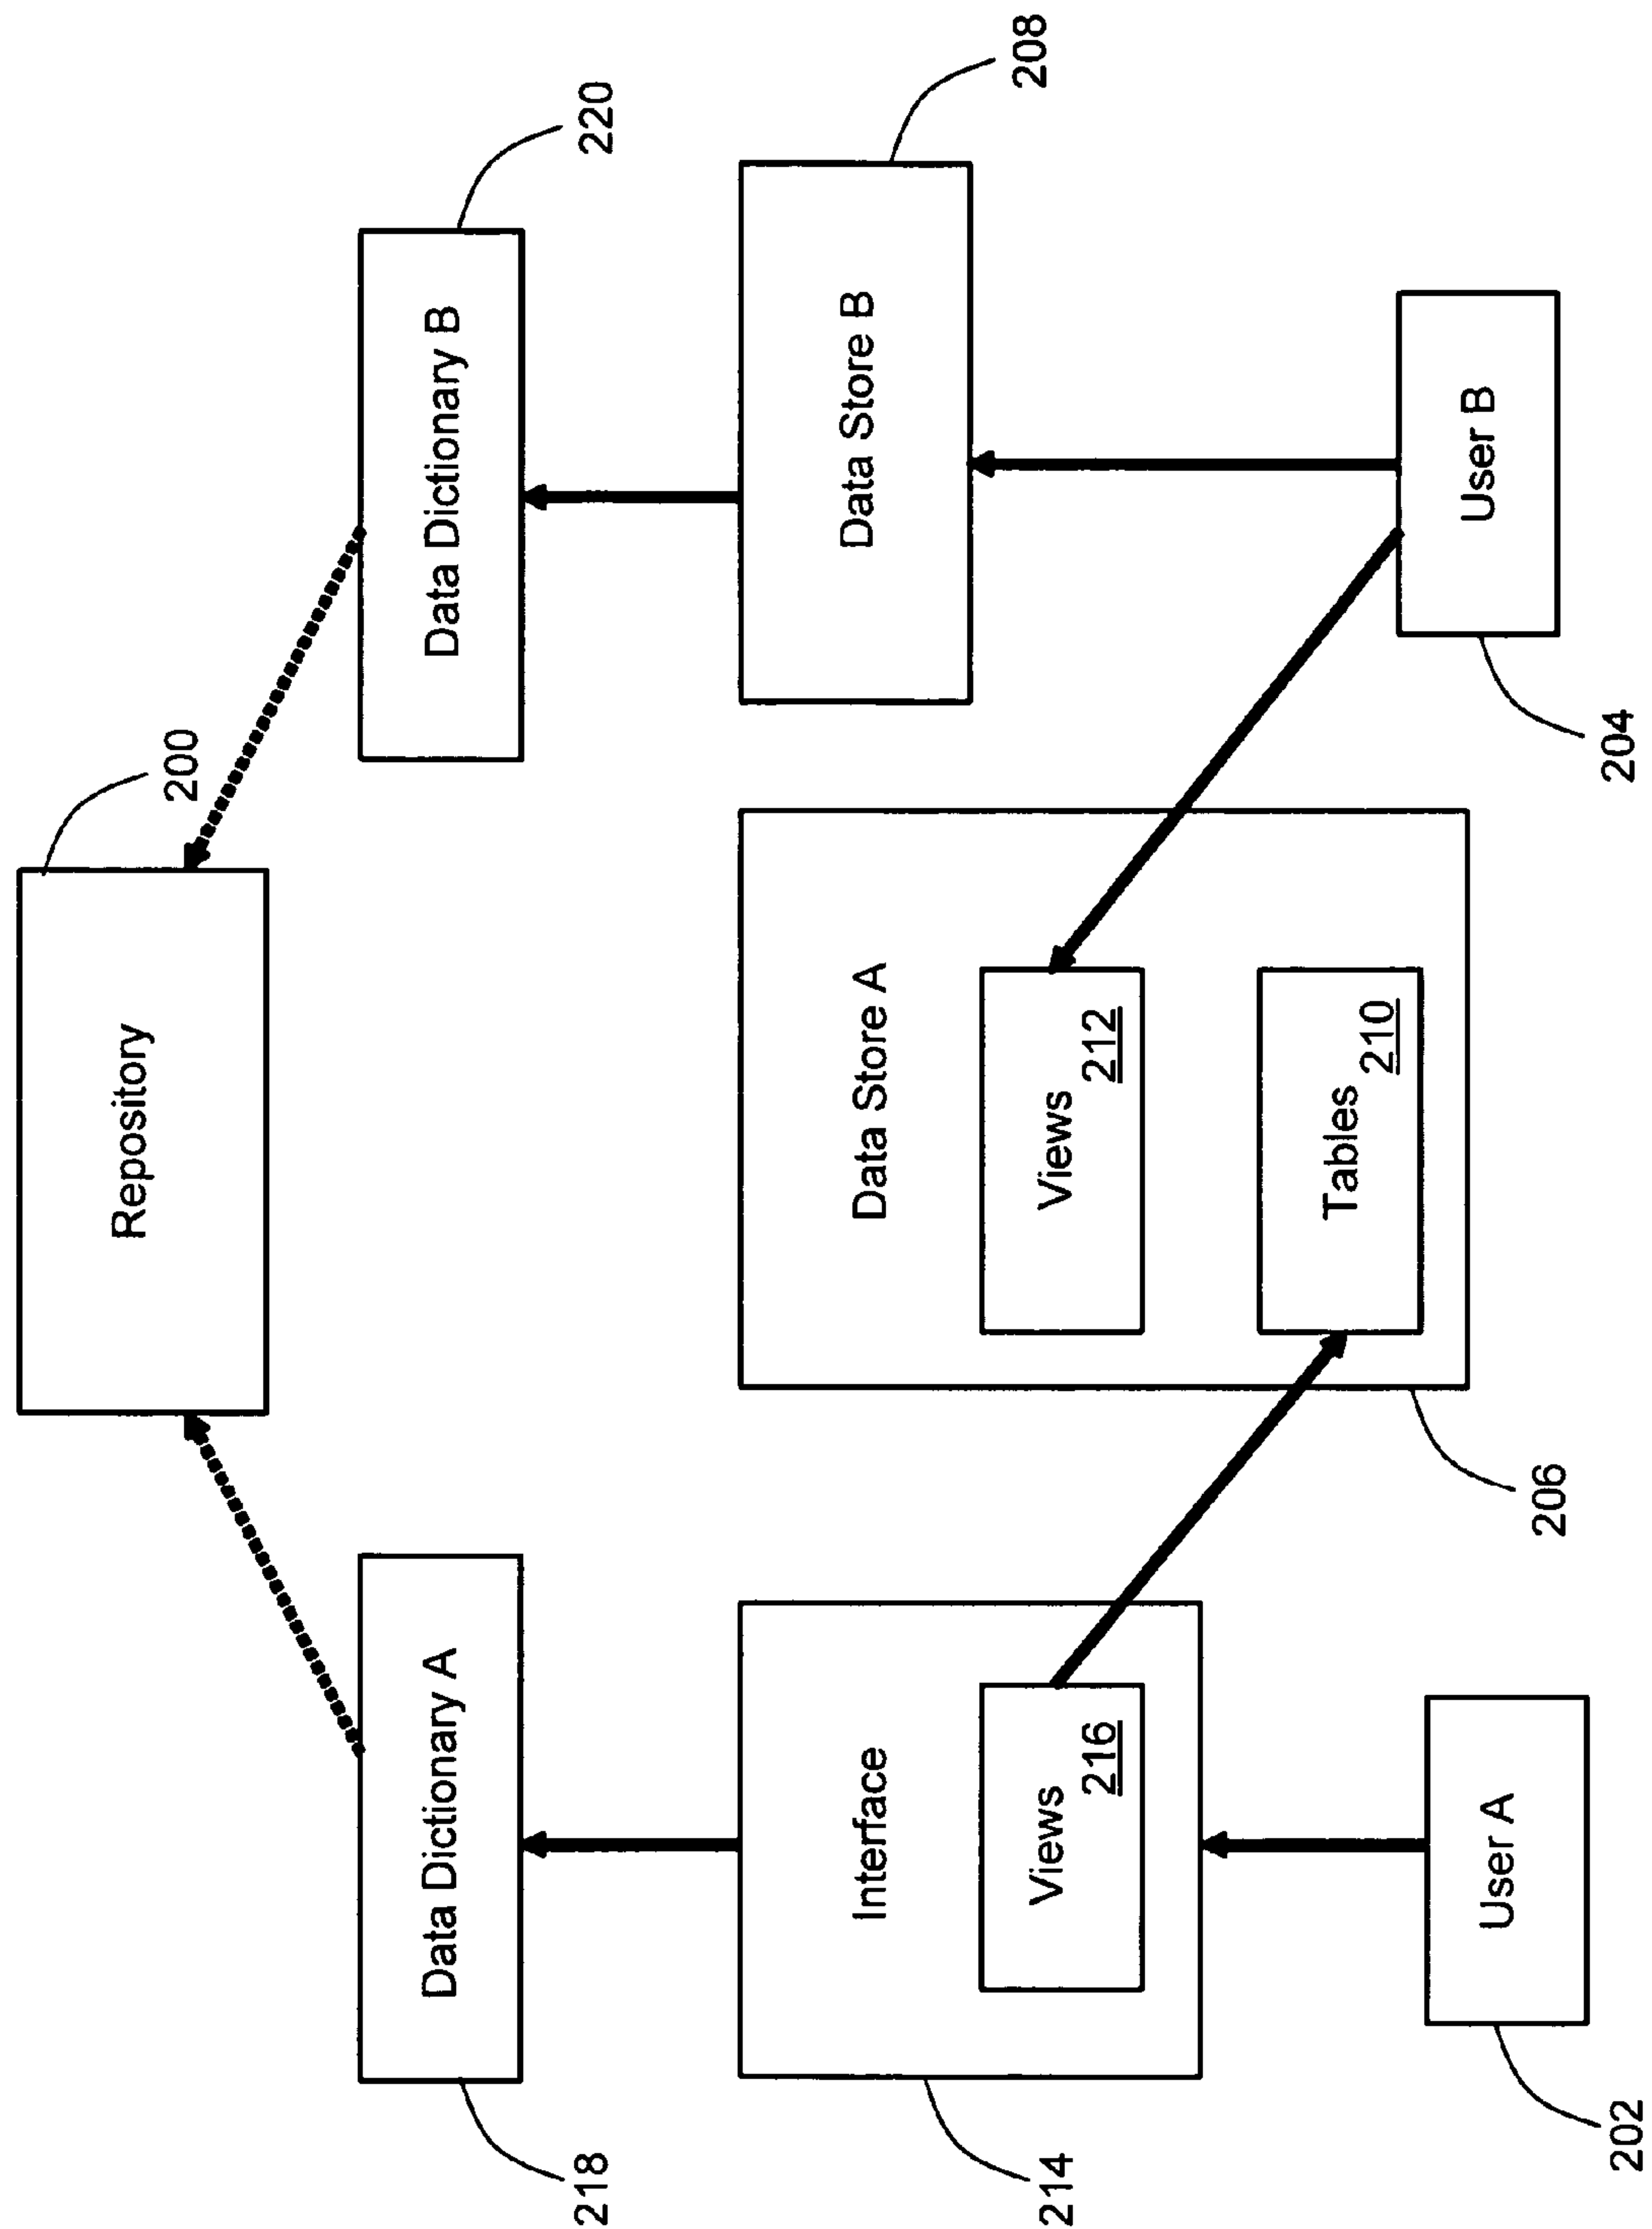 Repository
200
Data Dictionary A
218
Data Dictionary B
220
Interface
Views
216
214
Data Store A
Views
212
Tables
210
206
Data Store B
208
User A
202
User B
204